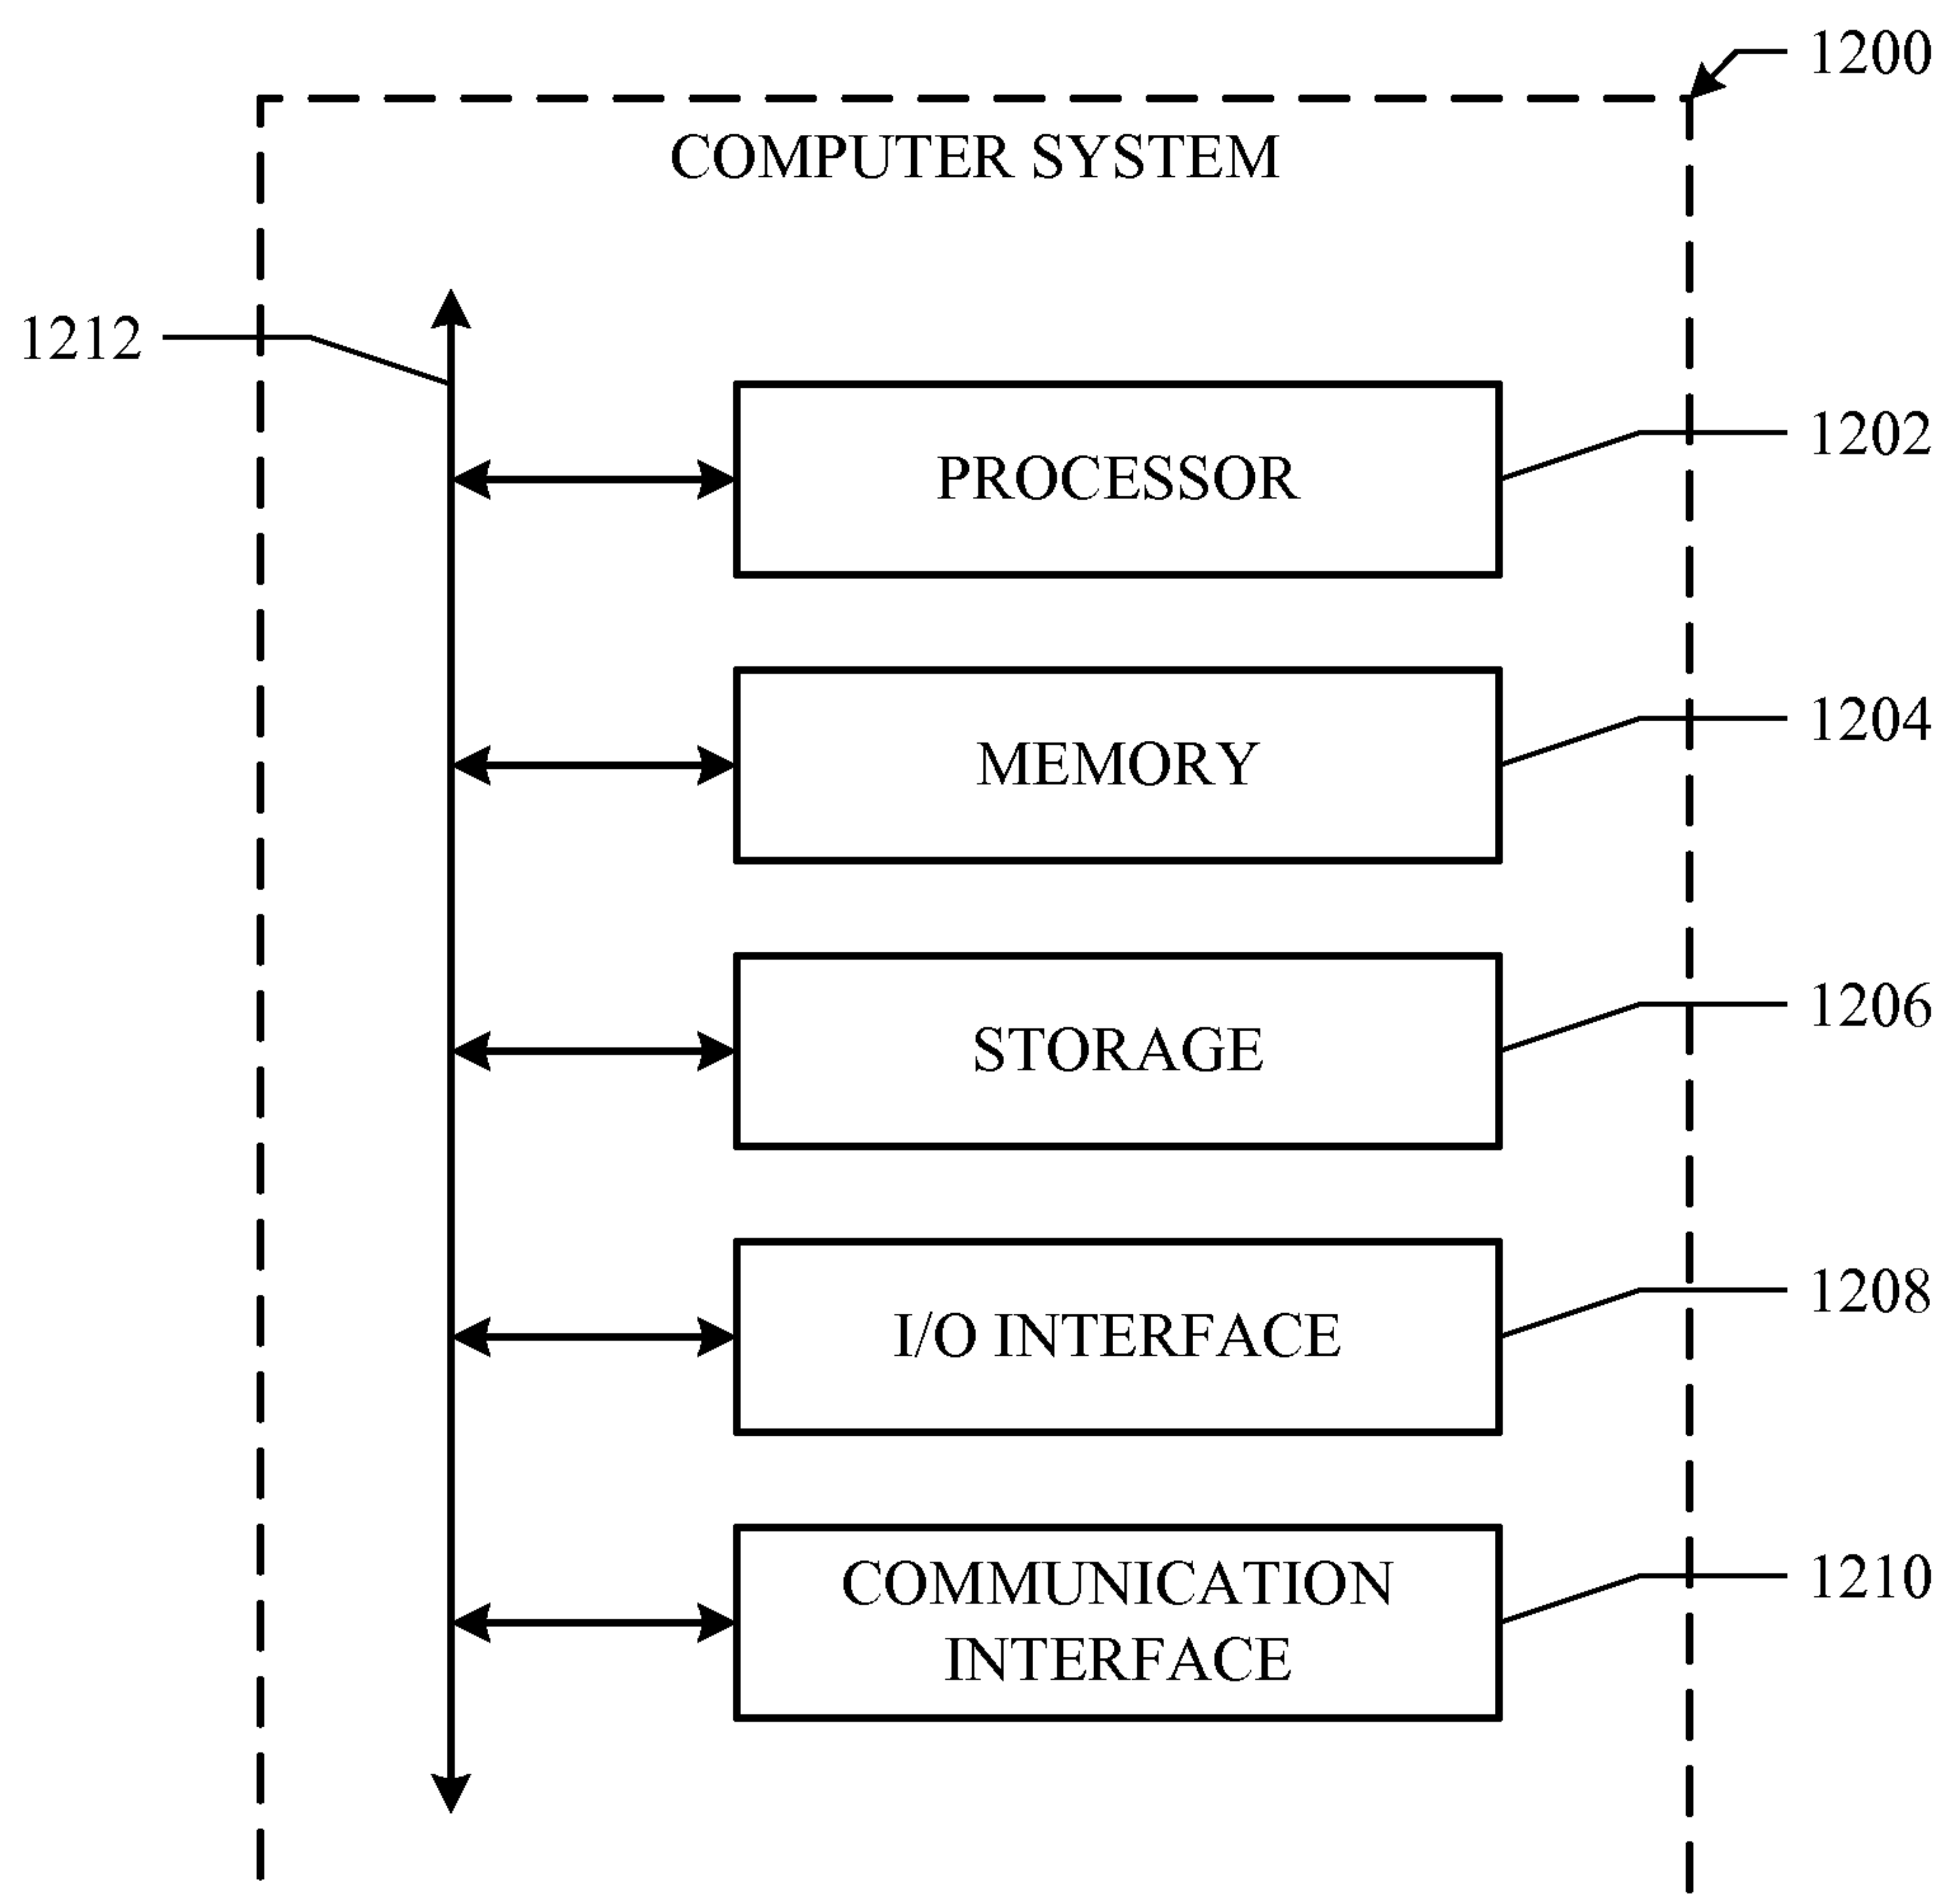 1200
COMPUTER SYSTEM
1212
PROCESSOR
1202
MEMORY
1204
STORAGE
1206
I/O INTERFACE
1208
COMMUNICATION
INTERFACE
1210